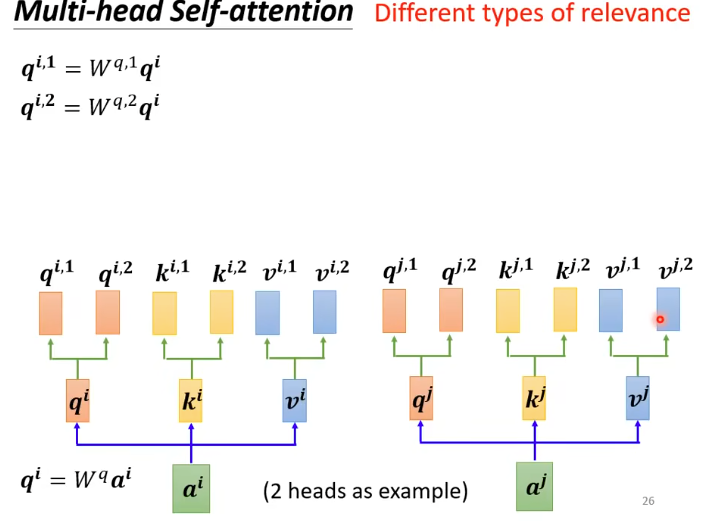 Multi-head Self-attention Different types of relevance
q^{i,1} = W^{q,1}q^i
q^{i,2} = W^{q,2}q^i
q^{i,1} q^{i,2} k^{i,1} k^{i,2} v^{i,1} v^{i,2} q^{j,1} q^{j,2} k^{j,1} k^{j,2} v^{j,1} v^{j,2}
q^i k^i v^i q^j k^j v^j
q^i = W^q a^i a^i (2 heads as example) a^j
26